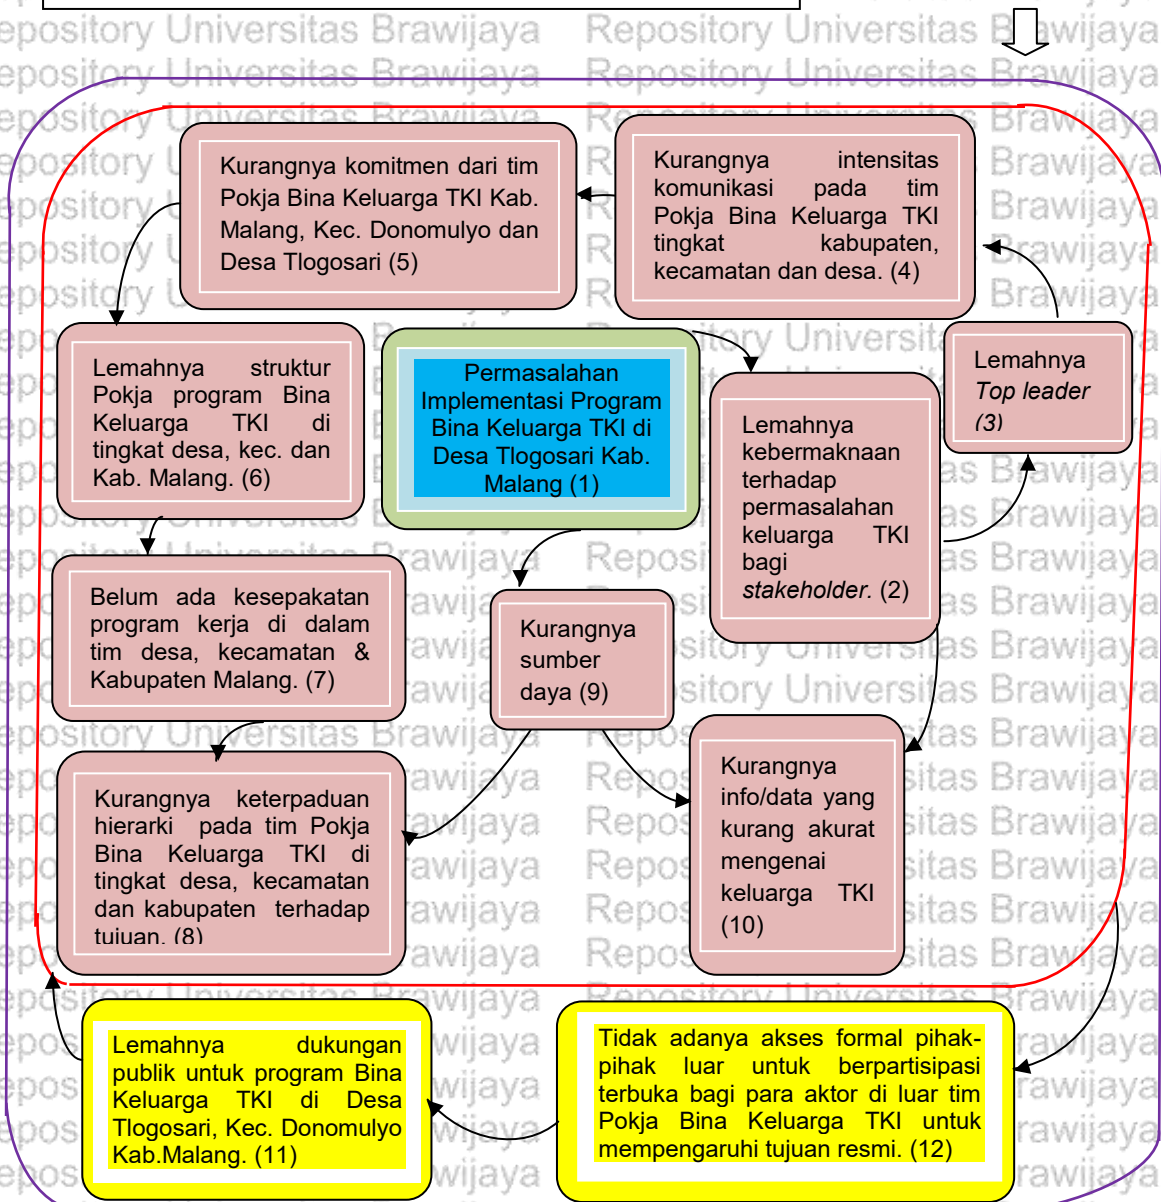 Repository Universitas Brawijaya
Kurangnya komitmen dari tim
Pokja Bina Keluarga TKI Kab.
Malang, Kec. Donomulyo dan
Desa Tlogosari (5)
Kurangnya intensitas
komunikasi pada tim
Pokja Bina Keluarga TKI
tingkat kabupaten,
kecamatan dan desa. (4)
Lemahnya struktur
Pokja program Bina
Keluarga TKI di
tingkat desa, kec. dan
Kab. Malang. (6)
Permasalahan
Implementasi Program
Bina Keluarga TKI di
Desa Tlogosari Kab.
Malang (1)
Lemahnya
kebermaknaan
terhadap
permasalahan
keluarga TKI
bagi
stakeholder. (2)
Lemahnya
Top leader
(3)
Belum ada kesepakatan
program kerja di dalam
tim desa, kecamatan &
Kabupaten Malang. (7)
Kurangnya
sumber
daya (9)
Kurangnya keterpaduan
hierarki pada tim Pokja
Bina Keluarga TKI di
tingkat desa, kecamatan
dan kabupaten terhadap
tujuan. (8)
Kurangnya
info/data yang
kurang akurat
mengenai
keluarga TKI
(10)
Lemahnya dukungan
publik untuk program Bina
Keluarga TKI di Desa
Tlogosari, Kec. Donomulyo
Kab.Malang. (11)
Tidak adanya akses formal pihak-
pihak luar untuk berpartisipasi
terbuka bagi para aktor di luar tim
Pokja Bina Keluarga TKI untuk
mempengaruhi tujuan resmi. (12)